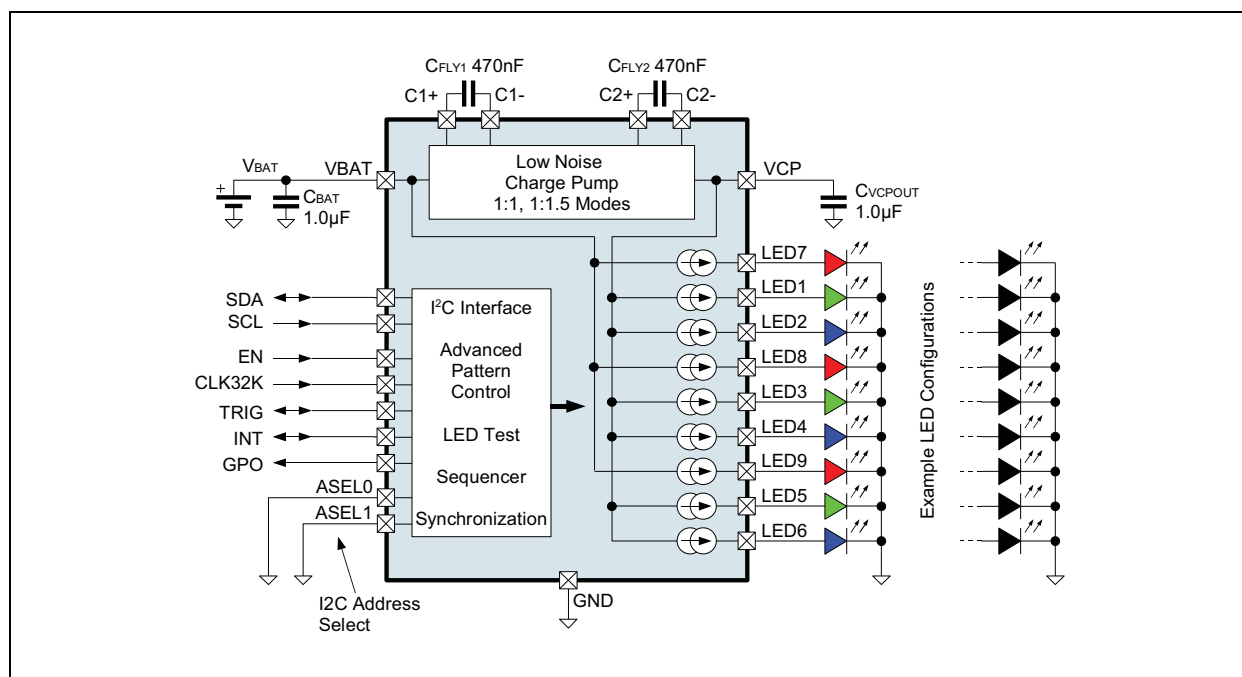 CFLY1 470nF
CFLY2 470nF
C1+
C1-
C2+
C2-
VBAT
VBAT
Low Noise
Charge Pump
1:1, 1:1.5 Modes
VCP
+
CBAT
1.0µF
CVCPOUT
1.0µF
LED7
LED1
LED2
LED8
LED3
LED4
LED9
LED5
LED6
SDA
SCL
EN
CLK32K
TRIG
INT
GPO
ASEL0
ASEL1
I²C Interface
Advanced
Pattern
Control
LED Test
Sequencer
Synchronization
Example LED Configurations
GND
I2C Address
Select